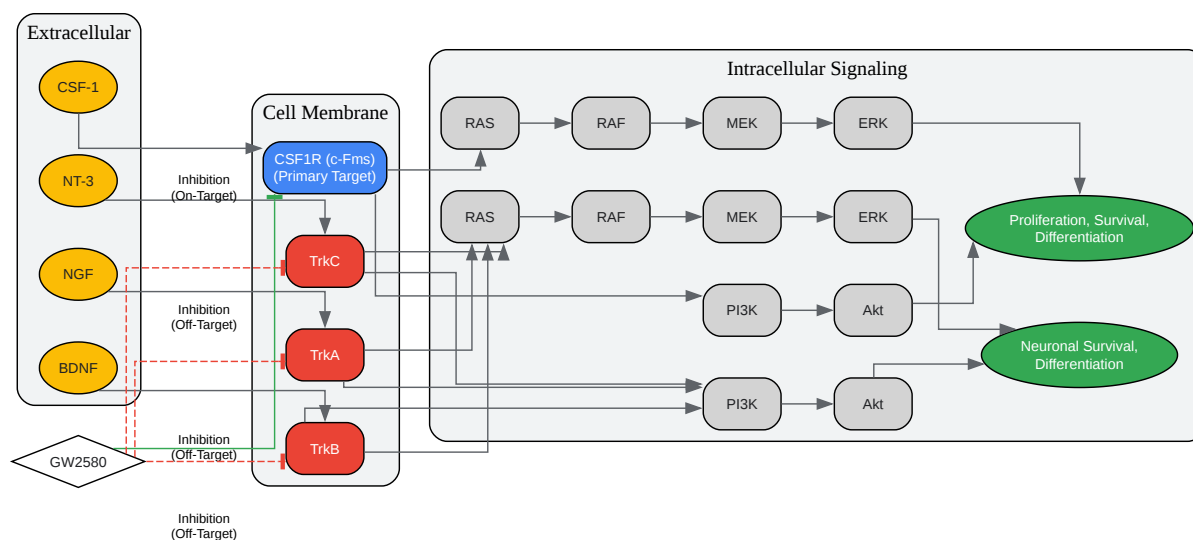 Extracellular
CSF-1
NT-3
NGF
BDNF
GW2580
Inhibition
(On-Target)
Inhibition
(Off-Target)
Inhibition
(Off-Target)
Inhibition
(Off-Target)
Cell Membrane
CSF1R (c-Fms)
(Primary Target)
TrkC
TrkA
TrkB
Intracellular Signaling
RAS
RAF
MEK
ERK
RAS
RAF
MEK
ERK
PI3K
Akt
PI3K
Akt
Proliferation, Survival,
Differentiation
Neuronal Survival,
Differentiation